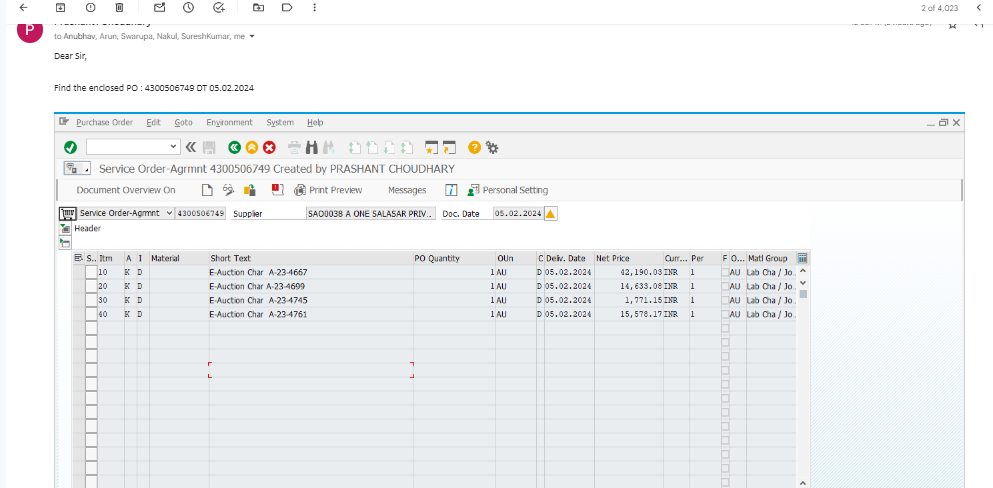 2 of 4,023
P
to Anubhav, Arun, Swarupa, Nakul, SureshKumar, me
Dear Sir,
Find the enclosed PO : 4300506749 DT 05.02.2024
Purchase Order Edit Goto Environment System Help
Service Order-Agrmnt 4300506749 Created by PRASHANT CHOUDHARY
Document Overview On Print Preview Messages Personal Setting
Service Order-Agrmnt 4300506749 Supplier SAO0038 A ONE SALASAR PRIV.. Doc. Date 05.02.2024
Header
S.. Itm A I Material Short Text PO Quantity OUn C Deliv. Date Net Price Curr... Per F O... Matl Group
10 K D E-Auction Char A-23-4667 1 AU D 05.02.2024 42,190.03 INR 1 AU Lab Cha / Jo..
20 K D E-Auction Char A-23-4699 1 AU D 05.02.2024 14,633.08 INR 1 AU Lab Cha / Jo..
30 K D E-Auction Char A-23-4745 1 AU D 05.02.2024 1,771.15 INR 1 AU Lab Cha / Jo..
40 K D E-Auction Char A-23-4761 1 AU D 05.02.2024 15,578.17 INR 1 AU Lab Cha / Jo..